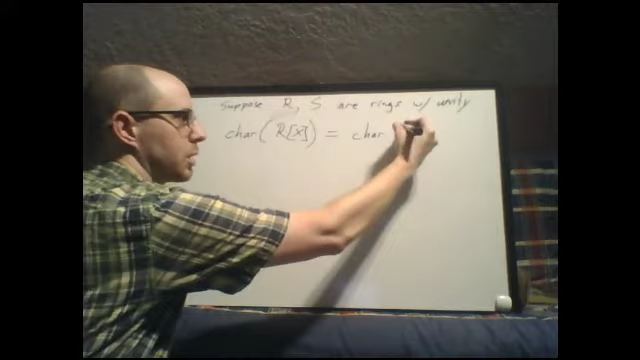 Suppose R, S are rings w/ unity
char( R[x]) = char